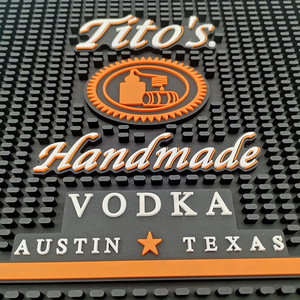 Tito's.
Handmade
VODKA
AUSTIN ★ TEXAS